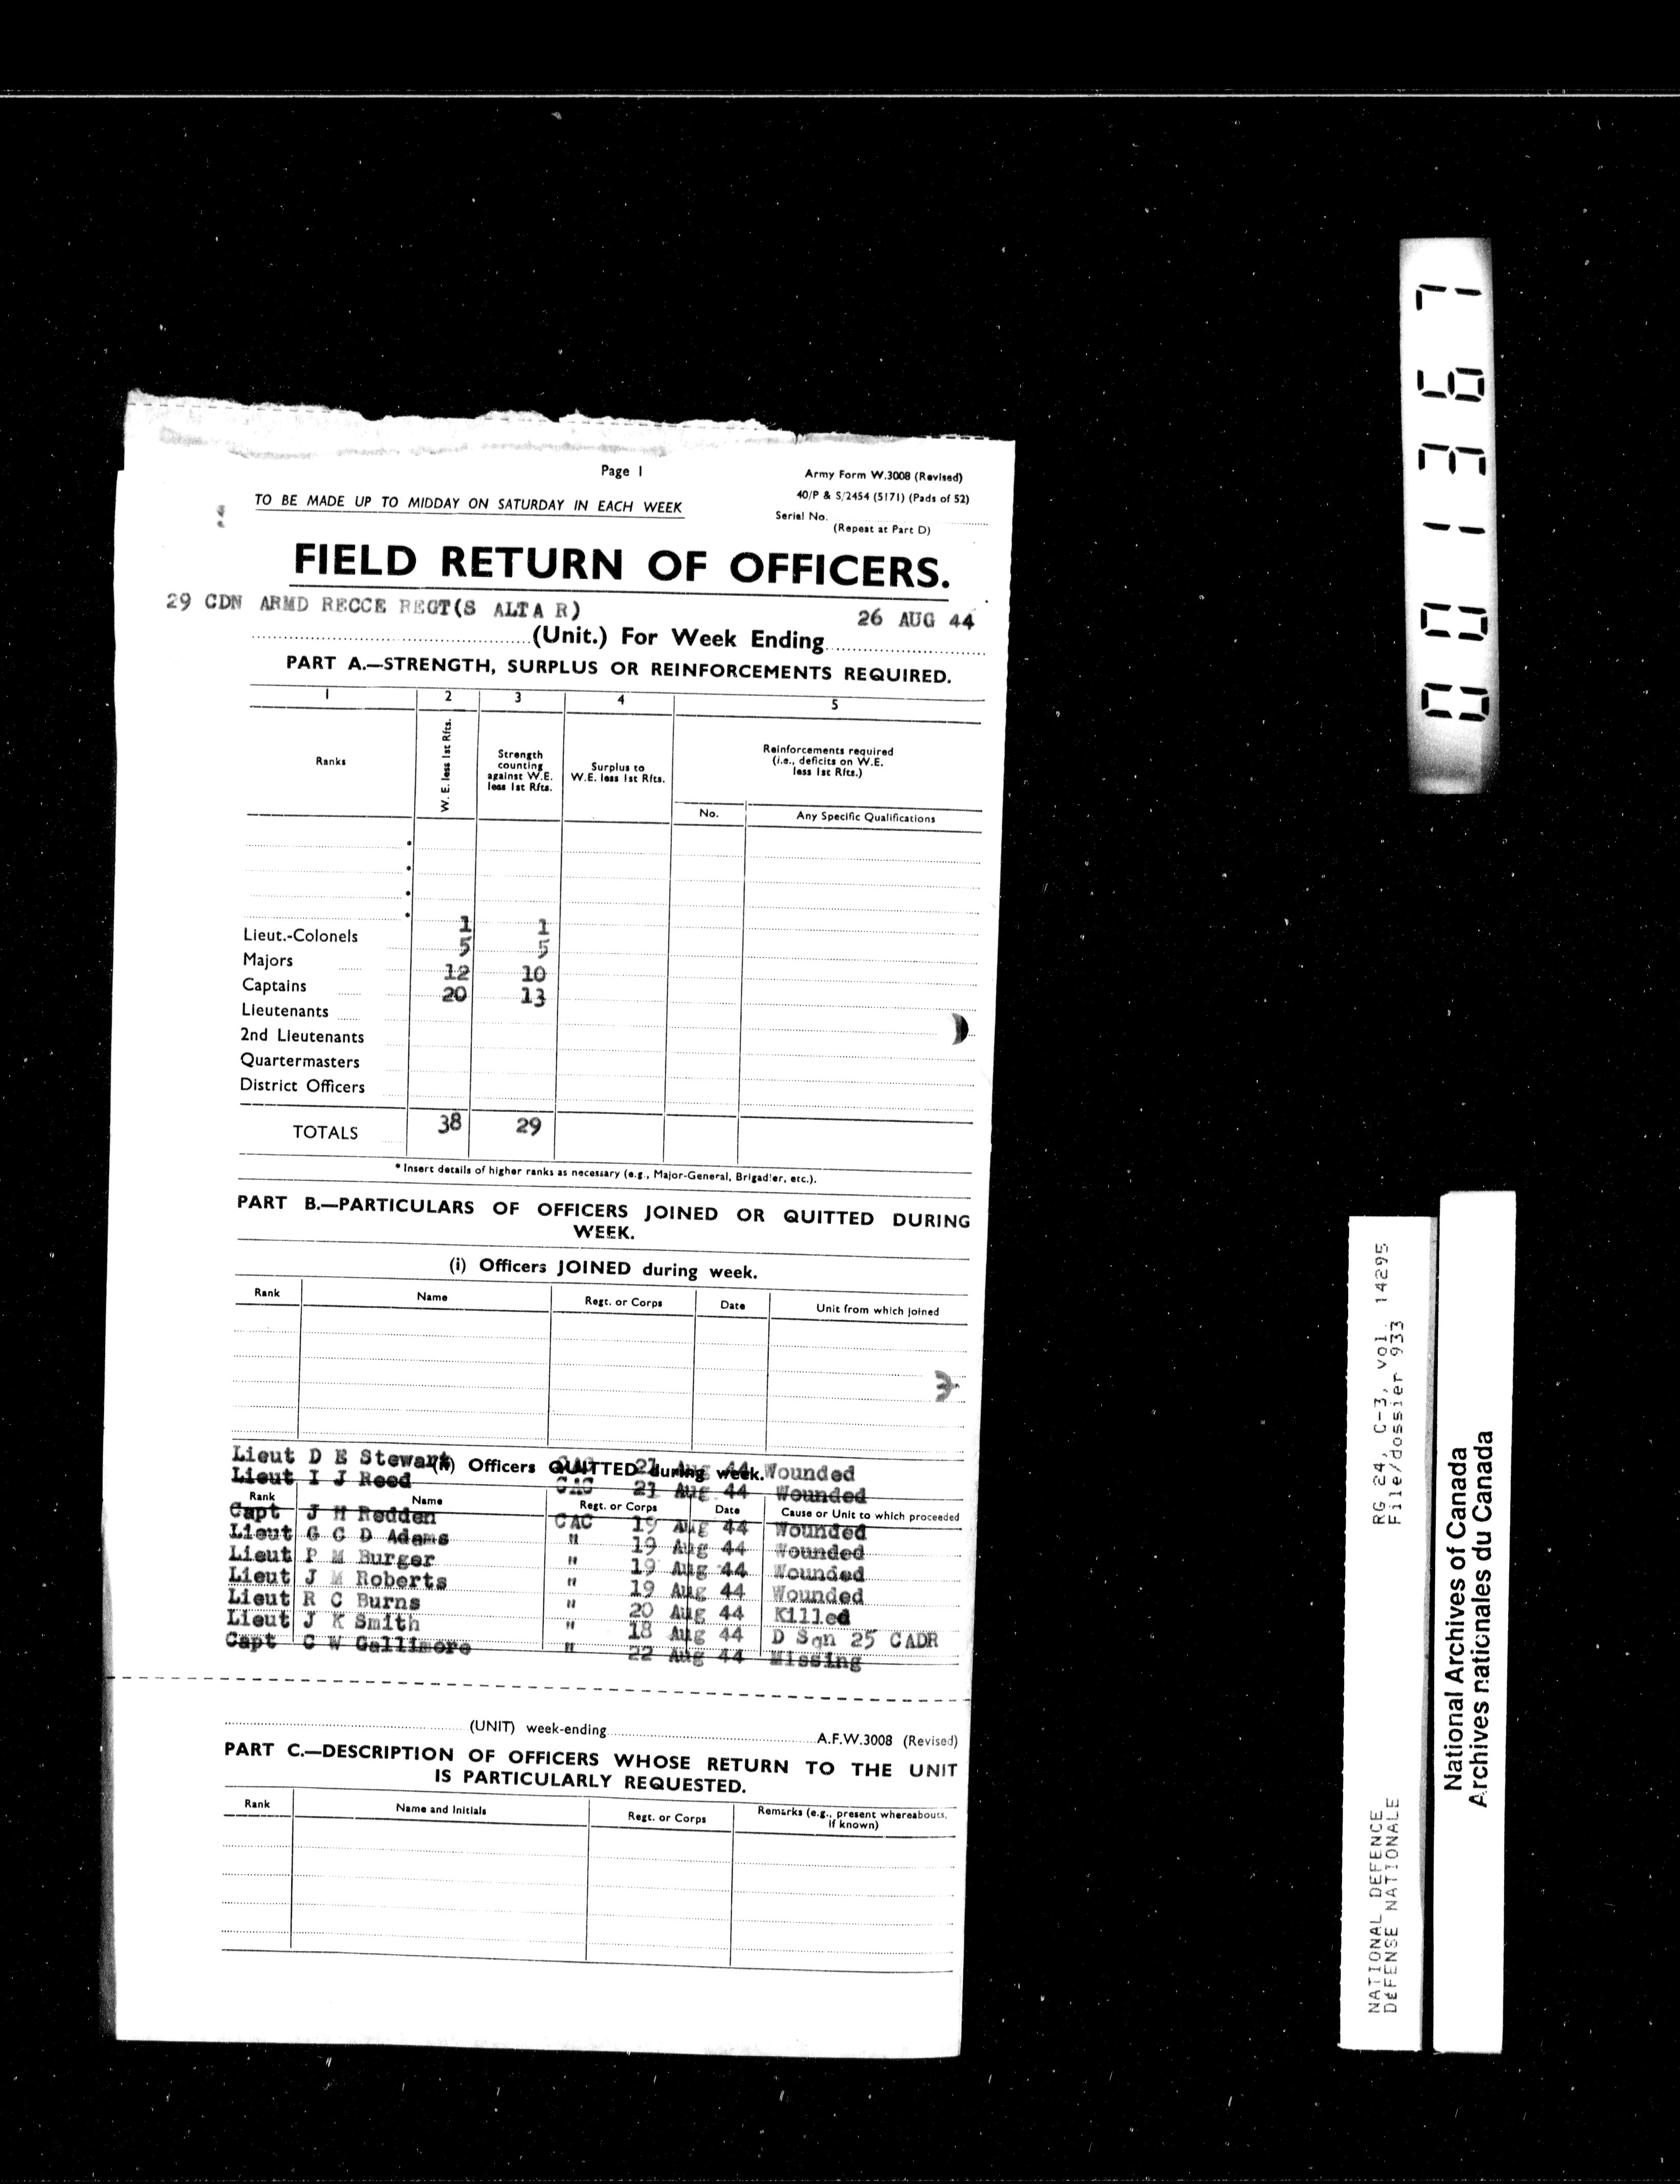 Page 1
Army Form W.3008 (Revised)
TO BE MADE UP TO MIDDAY ON SATURDAY IN EACH WEEK
40/P & S/2454 (5171) (Pads of 52)
Serial No.
(Repeat at Part D)
FIELD RETURN OF OFFICERS.
29 CDN ARMD RECCE REGT(S ALTA R) 26 AUG 44
(Unit.) For Week Ending
PART A.—STRENGTH, SURPLUS OR REINFORCEMENTS REQUIRED.
1 2 3 4 5
Ranks
W. E. less 1st Rfts.
Strength counting against W.E. less 1st Rfts.
Surplus to W.E. less 1st Rfts.
Reinforcements required (i.e., deficits on W.E. less 1st Rfts.)
No. Any Specific Qualifications
Lieut.-Colonels 1 1
Majors 5 5
Captains 12 10
Lieutenants 20 13
2nd Lieutenants
Quartermasters
District Officers
TOTALS 38 29
* Insert details of higher ranks as necessary (e.g., Major-General, Brigadier, etc.).
PART B.—PARTICULARS OF OFFICERS JOINED OR QUITTED DURING
WEEK.
(i) Officers JOINED during week.
Rank Name Regt. or Corps Date Unit from which joined
Lieut D E Stewart CAC 21 Aug 44 Wounded
(ii) Officers QUITTED during week.
Lieut I J Reed CAC 21 Aug 44 Wounded
Rank Name Regt. or Corps Date Cause or Unit to which proceeded
Capt J H Redden CAC 19 Aug 44 Wounded
Lieut G C D Adams " 19 Aug 44 Wounded
Lieut P M Burger " 19 Aug 44 Wounded
Lieut J M Roberts " 19 Aug 44 Wounded
Lieut R C Burns " 20 Aug 44 Killed
Lieut J K Smith " 18 Aug 44 D Sqn 25 CADR
Capt C W Gallimore " 22 Aug 44 Missing
(UNIT) week-ending A.F.W.3008 (Revised)
PART C.—DESCRIPTION OF OFFICERS WHOSE RETURN TO THE UNIT
IS PARTICULARLY REQUESTED.
Rank Name and Initials Regt. or Corps Remarks (e.g., present whereabouts, if known)
001367
RG 24, C-3, vol. 14295
File/dossier 933
NATIONAL DEFENCE
DÉFENSE NATIONALE
National Archives of Canada
Archives nationales du Canada